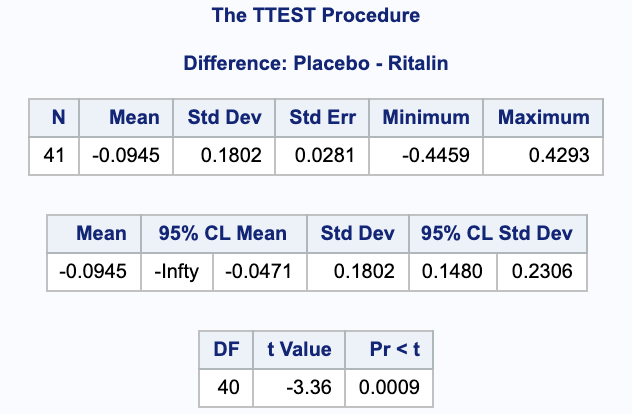 The TTEST Procedure
Difference: Placebo - Ritalin
N Mean Std Dev Std Err Minimum Maximum
41 -0.0945 0.1802 0.0281 -0.4459 0.4293
Mean 95% CL Mean Std Dev 95% CL Std Dev
-0.0945 -Infty -0.0471 0.1802 0.1480 0.2306
DF t Value Pr < t
40 -3.36 0.0009